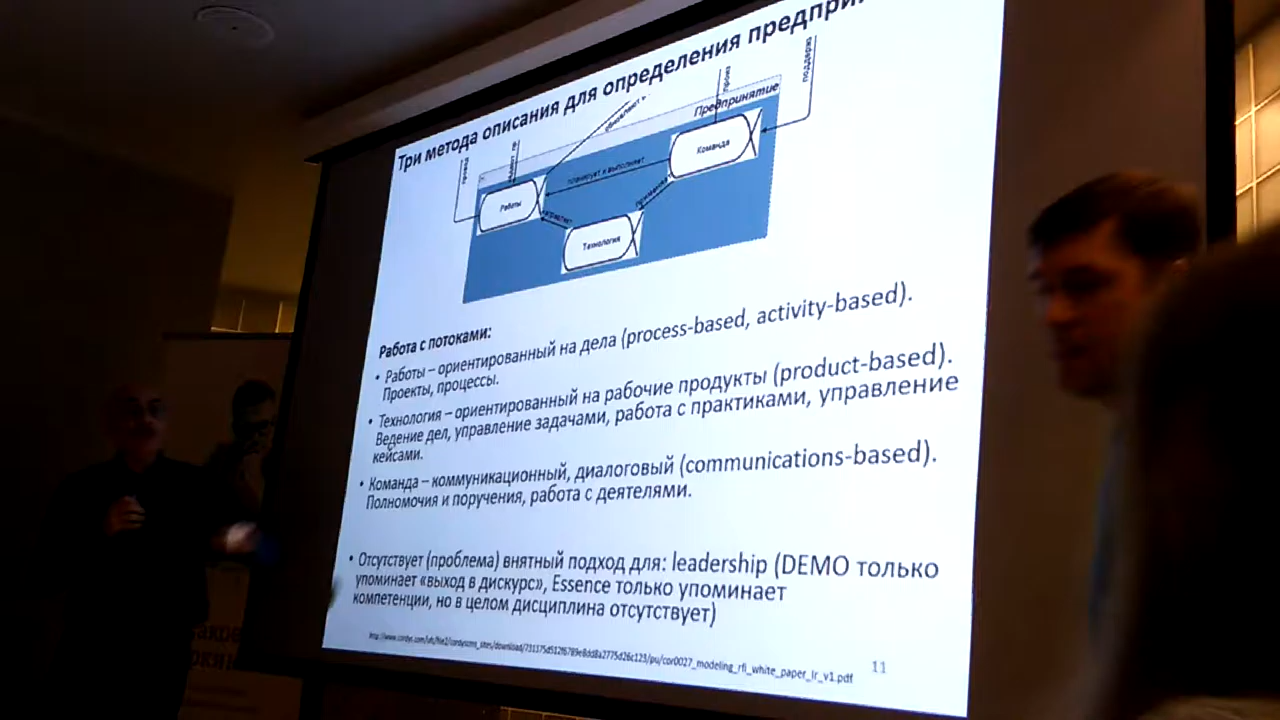 Три метода описания для определения
Предприятие
Команда
планирует и выполняет
Работы
Технология
Работа с потоками:
• Работы – ориентированный на дела (process-based, activity-based).
Проекты, процессы.
• Технология – ориентированный на рабочие продукты (product-based).
Ведение дел, управление задачами, работа с практиками, управление
кейсами.
• Команда – коммуникационный, диалоговый (communications-based).
Полномочия и поручения, работа с деятелями.
• Отсутствует (проблема) внятный подход для: leadership (DEMO только
упоминает «выход в дискурс», Essence только упоминает
компетенции, но в целом дисциплина отсутствует)
11